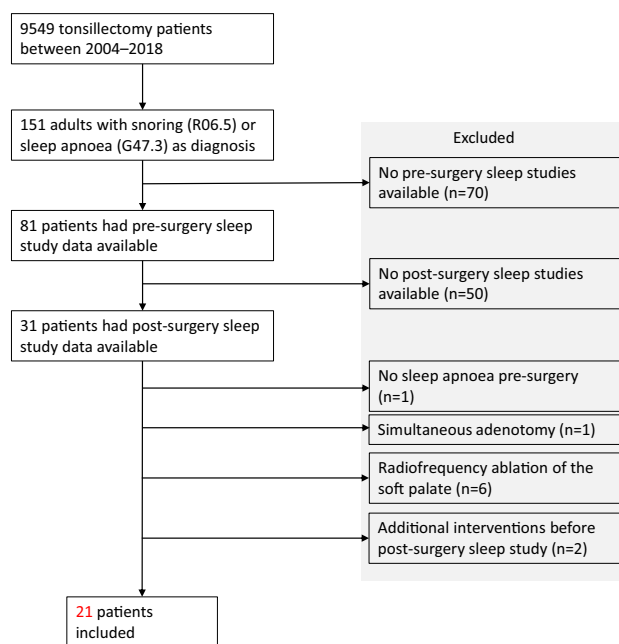 9549 tonsillectomy patients
between 2004–2018
151 adults with snoring (R06.5) or
sleep apnoea (G47.3) as diagnosis
Excluded
No pre-surgery sleep studies
available (n=70)
81 patients had pre-surgery sleep
study data available
No post-surgery sleep studies
available (n=50)
31 patients had post-surgery sleep
study data available
No sleep apnoea pre-surgery
(n=1)
Simultaneous adenotomy (n=1)
Radiofrequency ablation of the
soft palate (n=6)
Additional interventions before
post-surgery sleep study (n=2)
21 patients
included